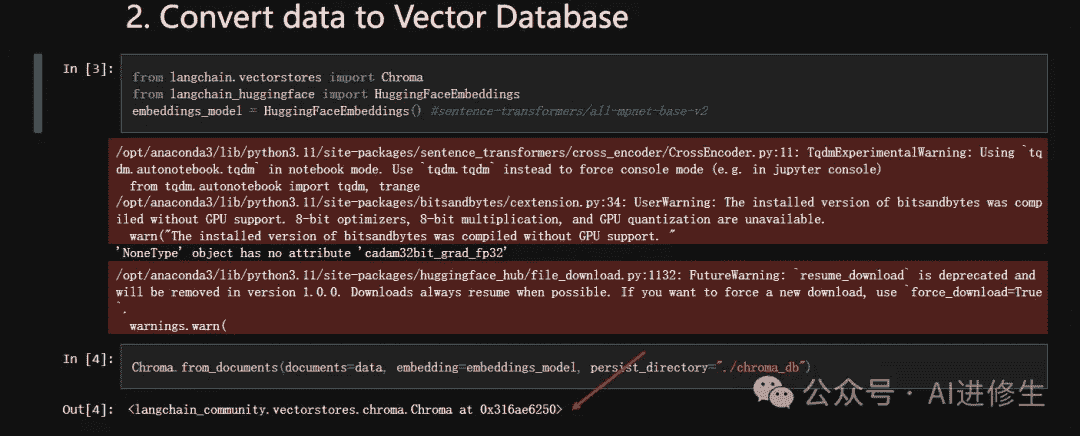 2. Convert data to Vector Database
In [3]:
from langchain.vectorstores import Chroma
from langchain_huggingface import HuggingFaceEmbeddings
embeddings_model = HuggingFaceEmbeddings() #sentence-transformers/all-mpnet-base-v2
/opt/anaconda3/lib/python3.11/site-packages/sentence_transformers/cross_encoder/CrossEncoder.py:11: TqdmExperimentalWarning: Using `tq
dm.autonotebook.tqdm` in notebook mode. Use `tqdm.tqdm` instead to force console mode (e.g. in jupyter console)
from tqdm.autonotebook import tqdm, trange
/opt/anaconda3/lib/python3.11/site-packages/bitsandbytes/cextension.py:34: UserWarning: The installed version of bitsandbytes was comp
iled without GPU support. 8-bit optimizers, 8-bit multiplication, and GPU quantization are unavailable.
warn("The installed version of bitsandbytes was compiled without GPU support. "
'NoneType' object has no attribute 'cadam32bit_grad_fp32'
/opt/anaconda3/lib/python3.11/site-packages/huggingface_hub/file_download.py:1132: FutureWarning: `resume_download` is deprecated and
will be removed in version 1.0.0. Downloads always resume when possible. If you want to force a new download, use `force_download=True
`.
warnings.warn(
In [4]:
Chroma.from_documents(documents=data, embedding=embeddings_model, persist_directory="./chroma_db")
公众号 · AI进修生
Out[4]: <langchain_community.vectorstores.chroma.Chroma at 0x316ae6250>